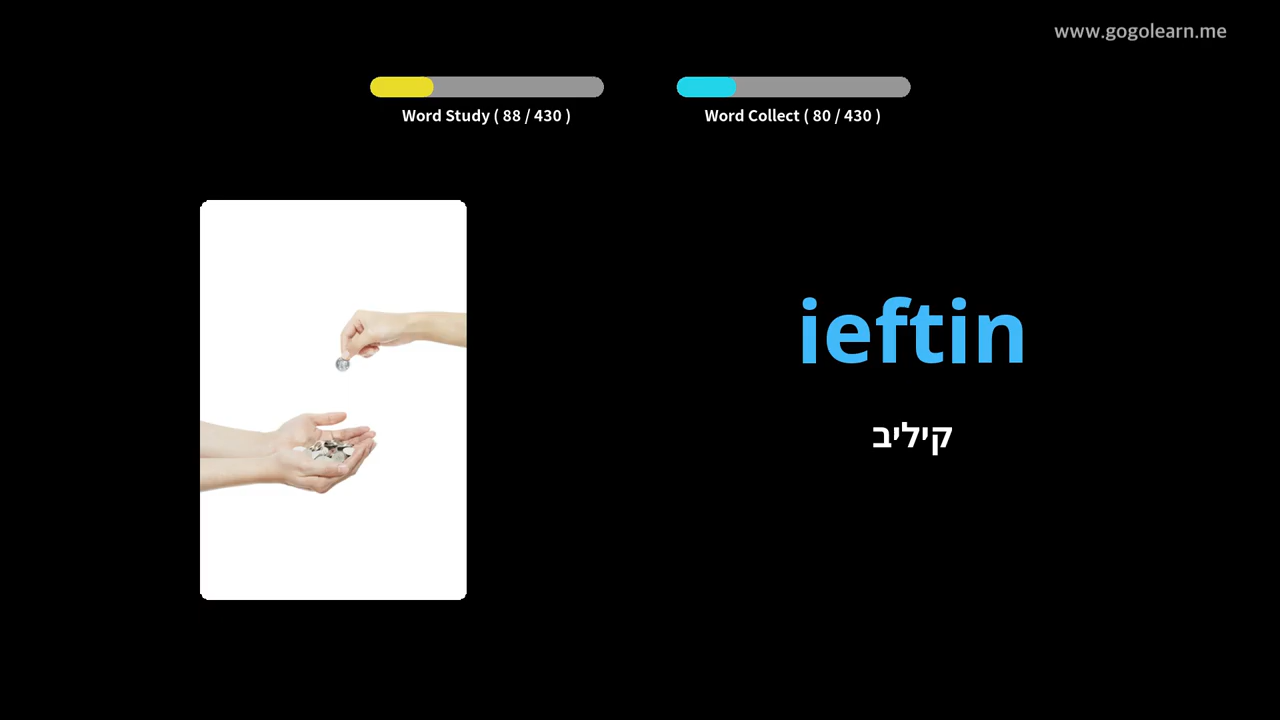 www.gogolearn.me
Word Study ( 88 / 430 )
Word Collect ( 80 / 430 )
ieftin
קיליב